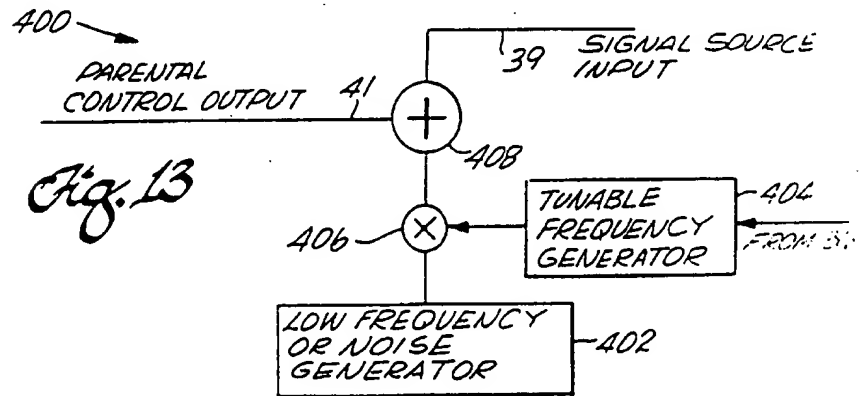 400
39
SIGNAL SOURCE
INPUT
PARENTAL
CONTROL OUTPUT
41
+
408
Fig. 13
406
×
TUNABLE
FREQUENCY
GENERATOR
404
FROM
LOW FREQUENCY
OR NOISE
GENERATOR
402